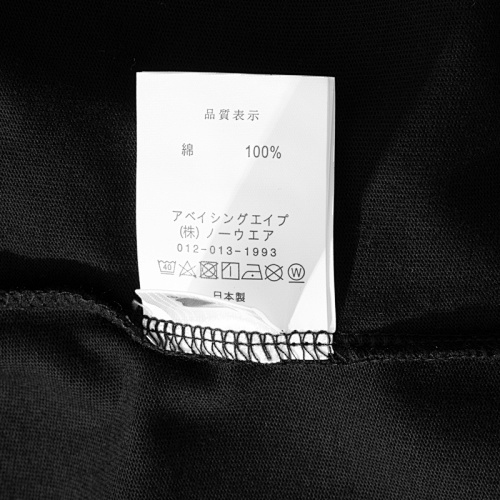 品質表示
綿 100%
アベイシングエイプ
(株) ノーウエア
012-013-1993
40 W
日本製